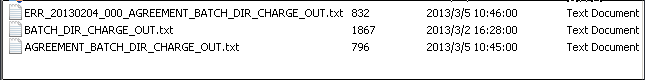 ERR_20130204_000_AGREEMENT_BATCH_DIR_CHARGE_OUT.txt 832 2013/3/5 10:46:00 Text Document
BATCH_DIR_CHARGE_OUT.txt 1867 2013/3/2 16:28:00 Text Document
AGREEMENT_BATCH_DIR_CHARGE_OUT.txt 796 2013/3/5 10:45:00 Text Document